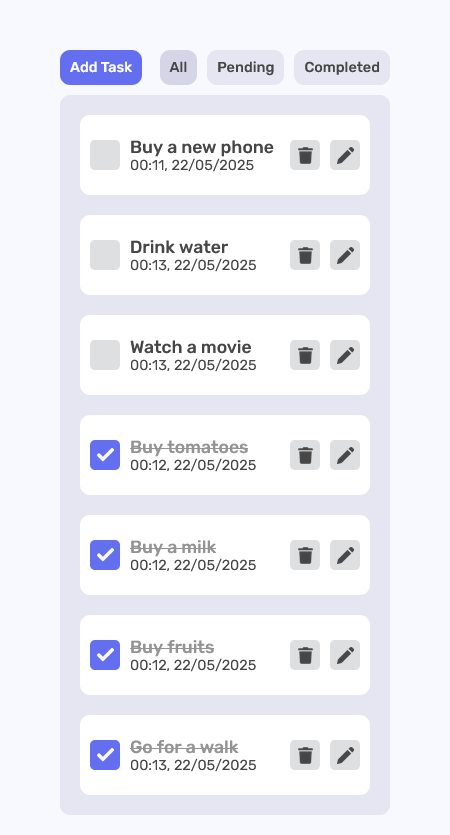 Add Task
All
Pending
Completed
Buy a new phone
00:11, 22/05/2025
Drink water
00:13, 22/05/2025
Watch a movie
00:13, 22/05/2025
Buy tomatoes
00:12, 22/05/2025
Buy a milk
00:12, 22/05/2025
Buy fruits
00:12, 22/05/2025
Go for a walk
00:13, 22/05/2025